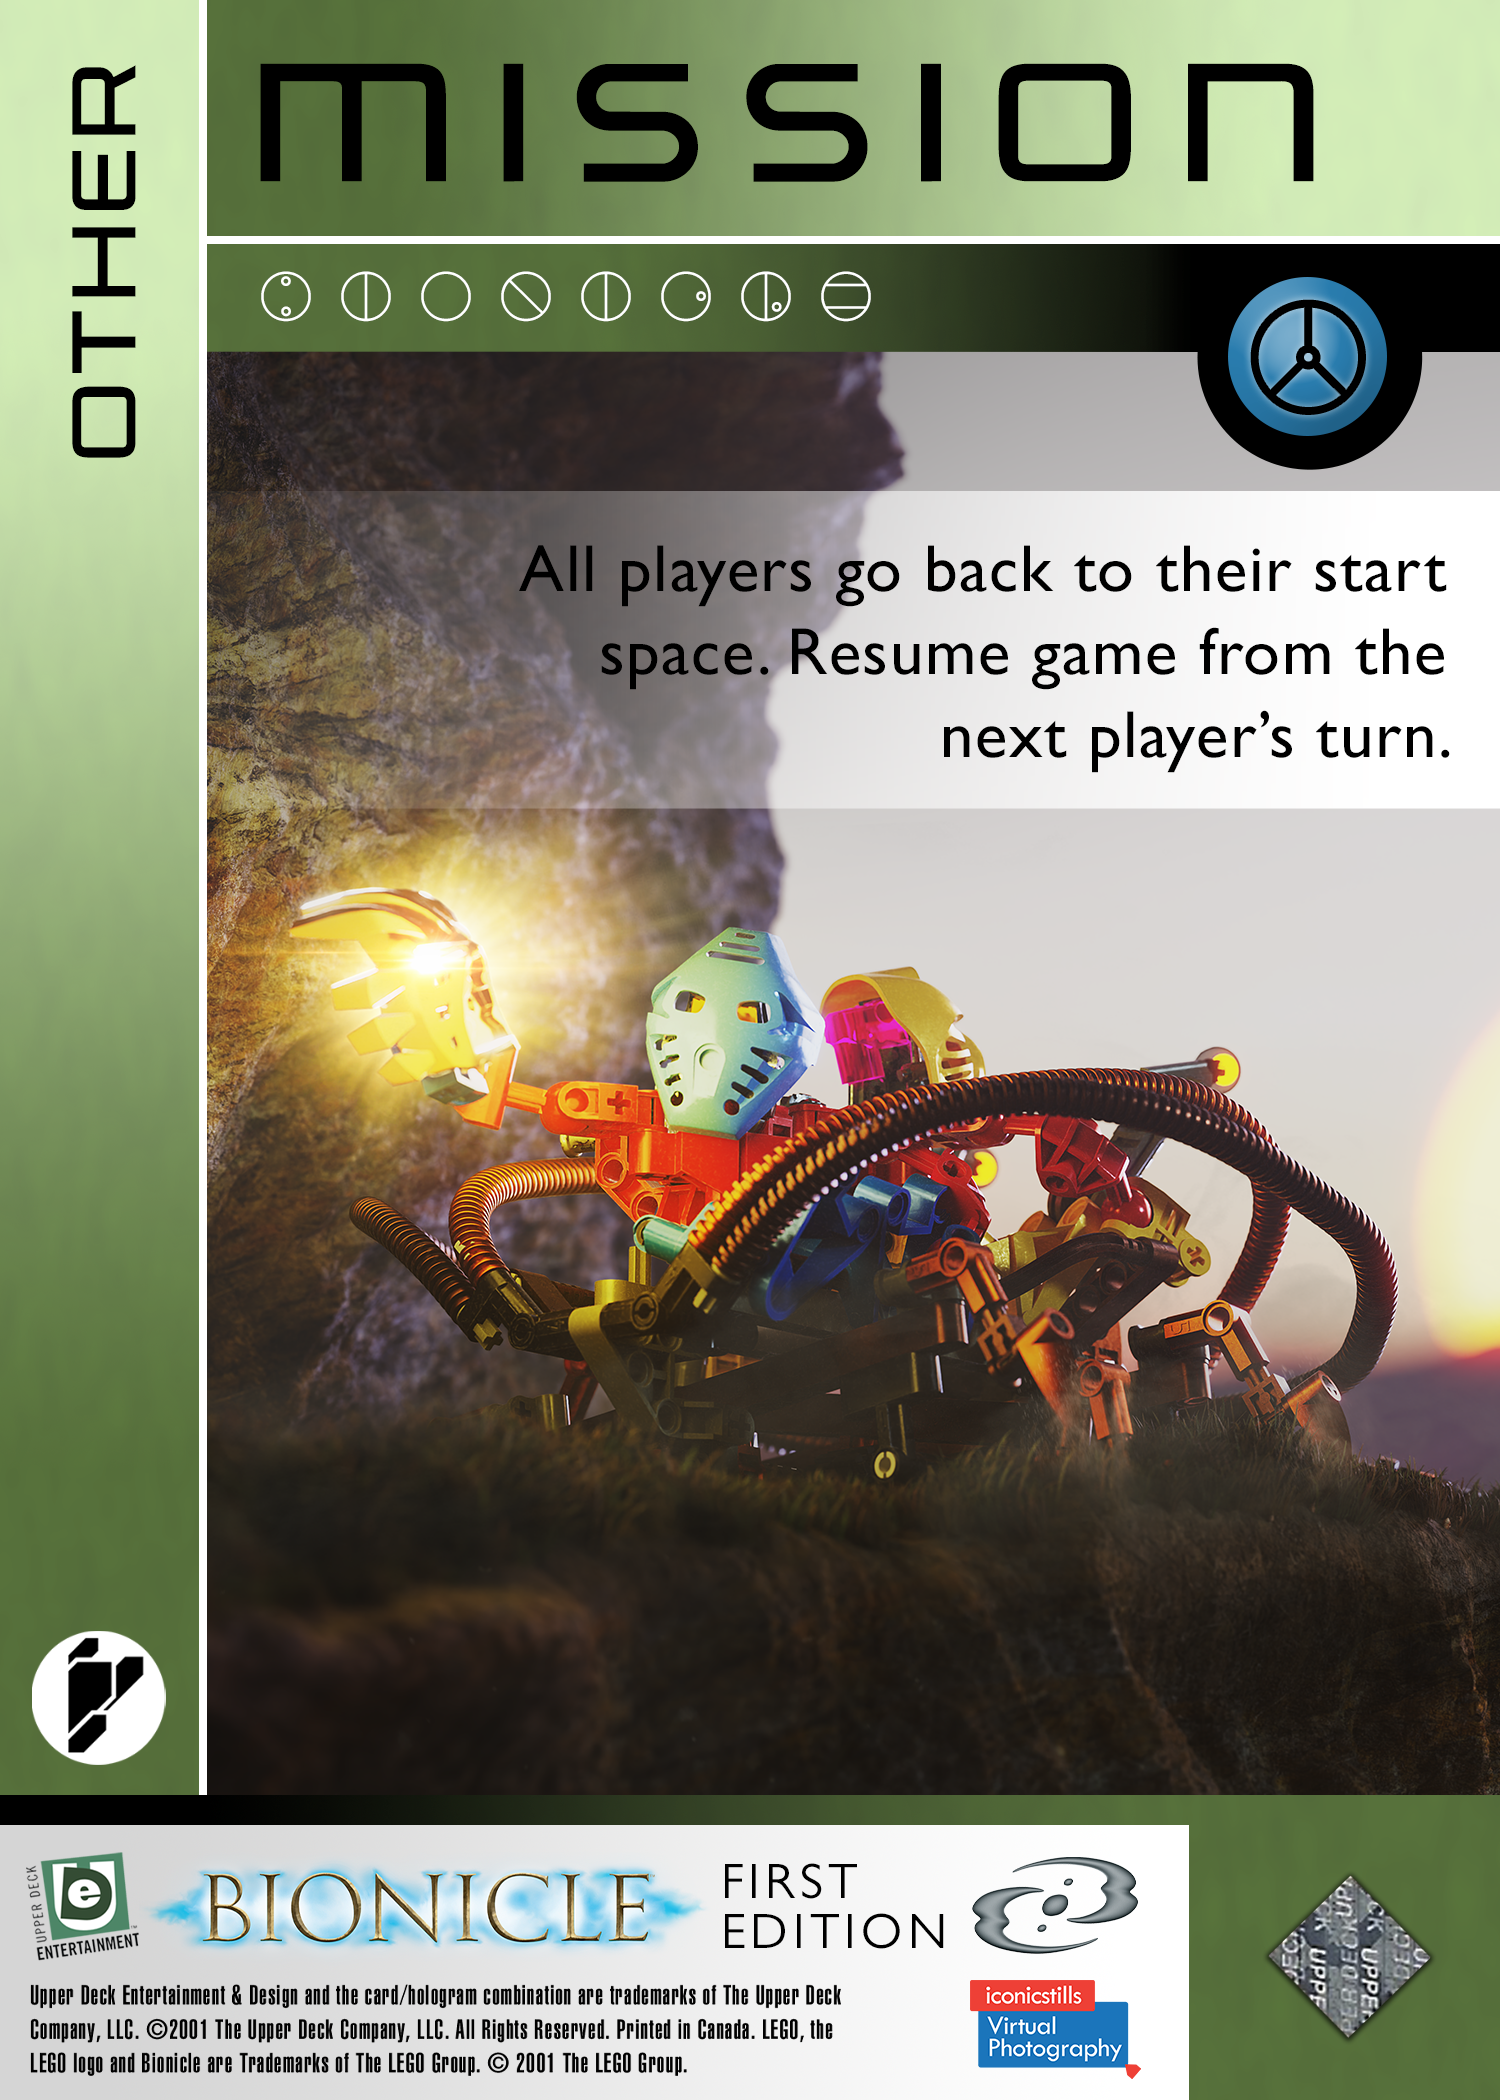 OTHER
MISSION
All players go back to their start
space. Resume game from the
next player’s turn.
UPPER DECK
e
ENTERTAINMENT
BIONICLE
FIRST
EDITION
Upper Deck Entertainment & Design and the card/hologram combination are trademarks of The Upper Deck
Company, LLC. ©2001 The Upper Deck Company, LLC. All Rights Reserved. Printed in Canada. LEGO, the
LEGO logo and Bionicle are Trademarks of The LEGO Group. © 2001 The LEGO Group.
iconicstills
Virtual
Photography